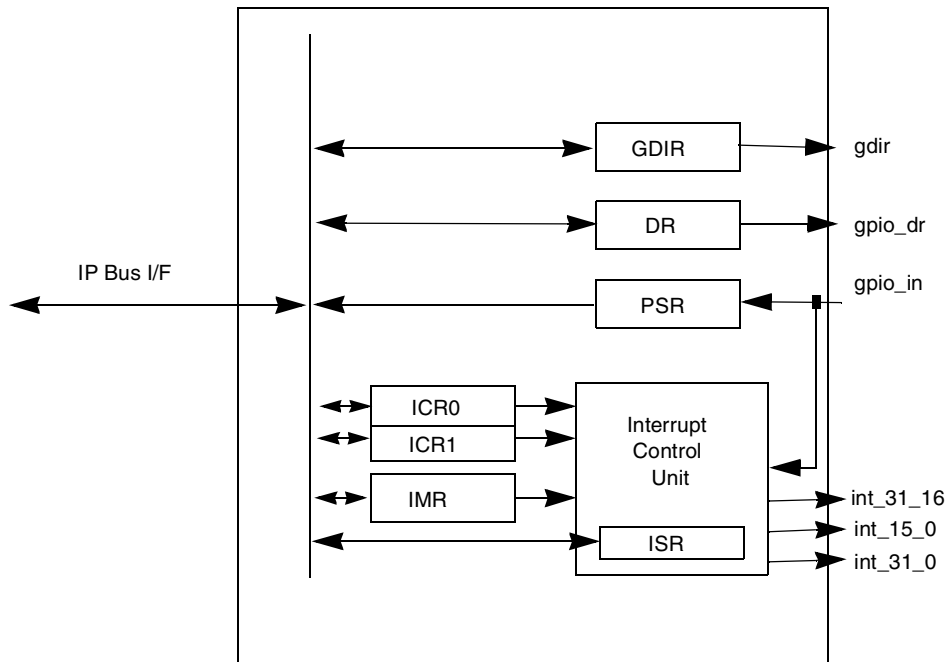 GDIR
gdir
DR
gpio_dr
IP Bus I/F
PSR
gpio_in
ICR0
ICR1
IMR
Interrupt
Control
Unit
ISR
int_31_16
int_15_0
int_31_0